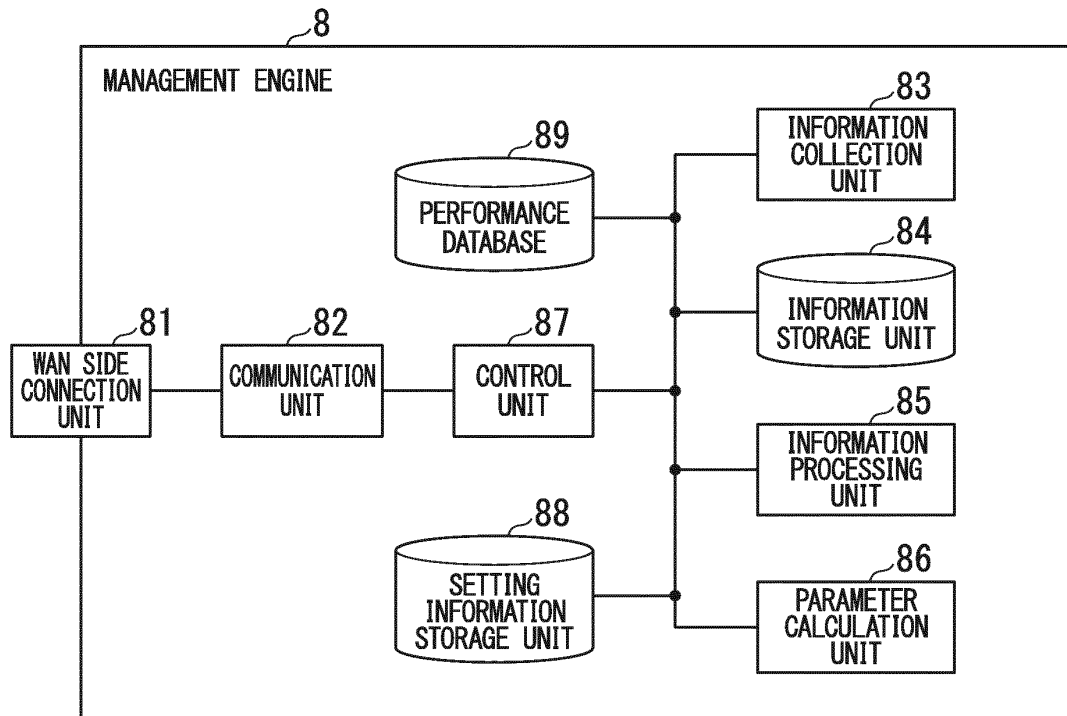 8
MANAGEMENT ENGINE
83
INFORMATION
COLLECTION
UNIT
89
PERFORMANCE
DATABASE
84
INFORMATION
STORAGE UNIT
81
WAN SIDE
CONNECTION
UNIT
82
COMMUNICATION
UNIT
87
CONTROL
UNIT
85
INFORMATION
PROCESSING
UNIT
88
SETTING
INFORMATION
STORAGE UNIT
86
PARAMETER
CALCULATION
UNIT